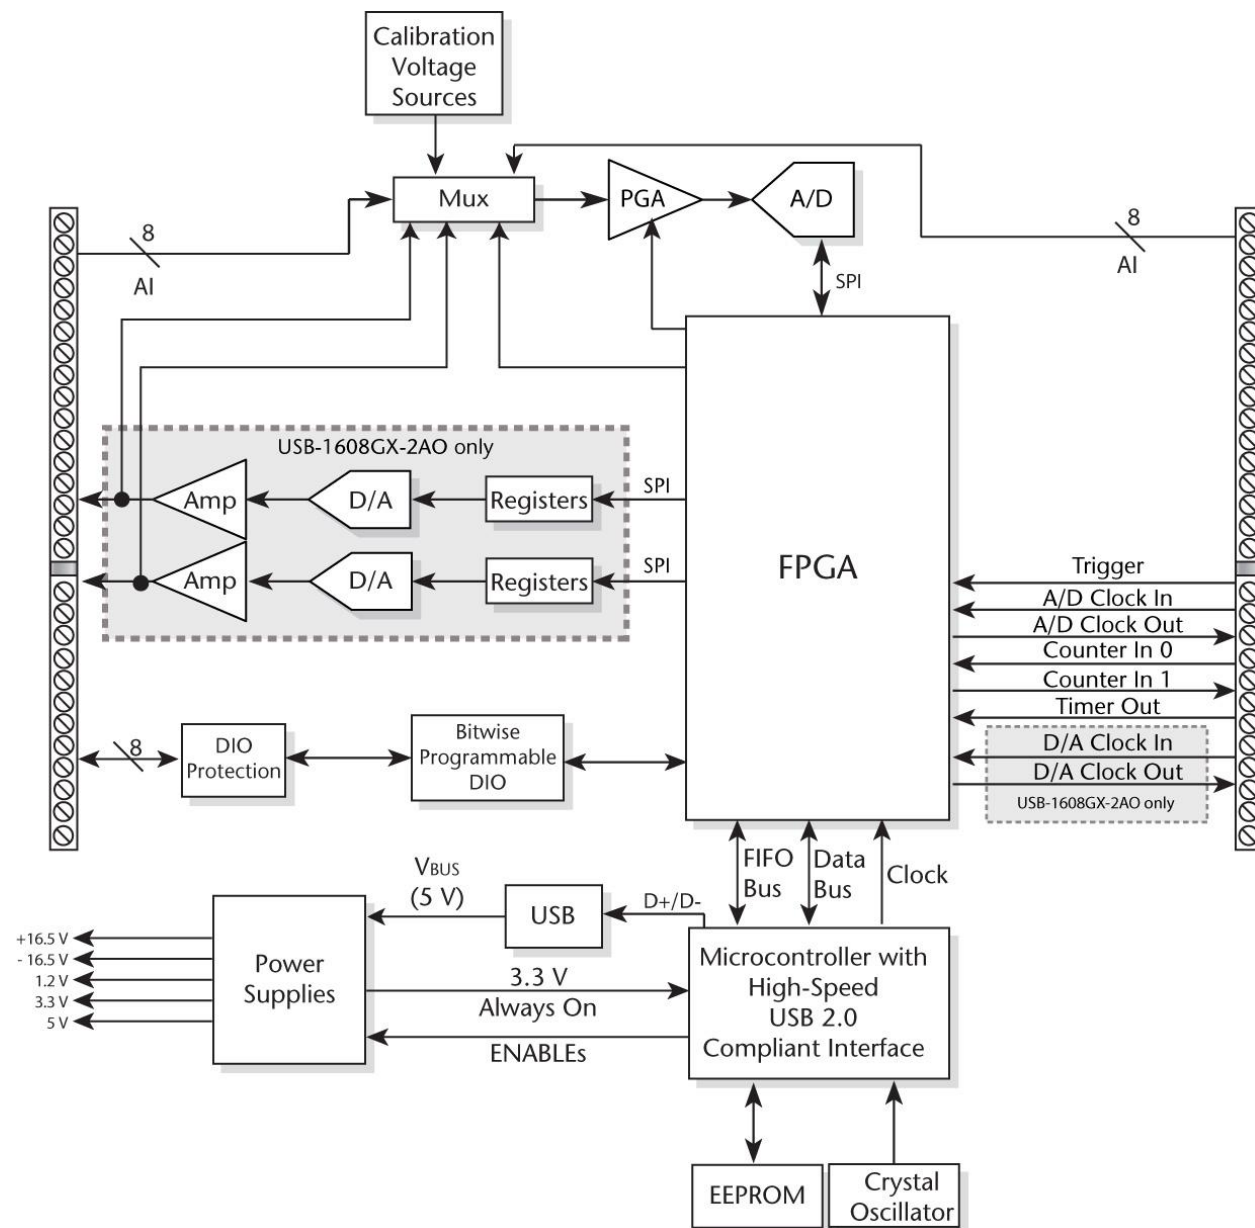 Calibration
Voltage
Sources
Mux
PGA
A/D
8
AI
8
AI
SPI
USB-1608GX-2AO only
Amp
D/A
Registers
SPI
Amp
D/A
Registers
SPI
FPGA
Trigger
A/D Clock In
A/D Clock Out
Counter In 0
Counter In 1
Timer Out
D/A Clock In
D/A Clock Out
USB-1608GX-2AO only
8
DIO
Protection
Bitwise
Programmable
DIO
FIFO
Bus
Data
Bus
Clock
VBUS
(5 V)
USB
D+/D-
+16.5 V
- 16.5 V
1.2 V
3.3 V
5 V
Power
Supplies
3.3 V
Always On
ENABLEs
Microcontroller with
High-Speed
USB 2.0
Compliant Interface
EEPROM
Crystal
Oscillator